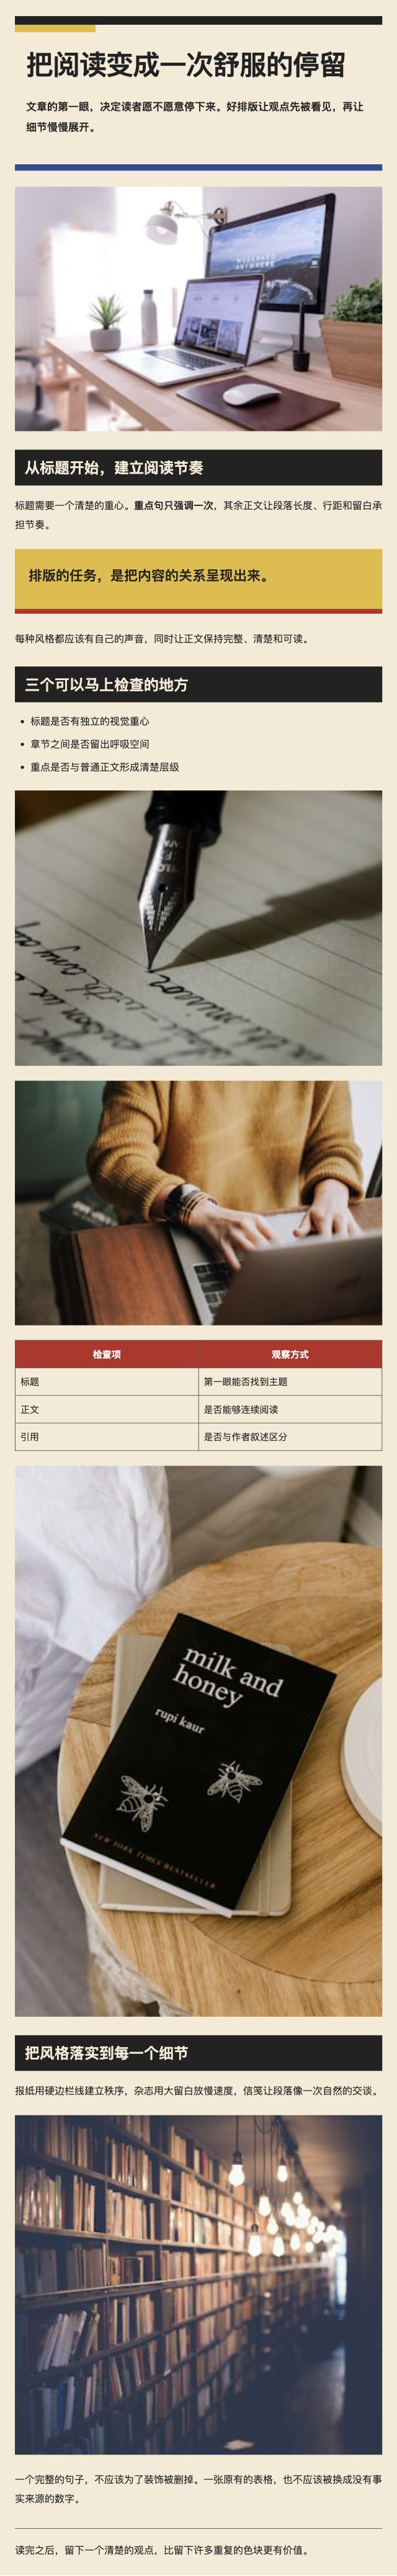 把阅读变成一次舒服的停留
文章的第一眼，决定读者愿不愿意停下来。好排版让观点先被看见，再让
细节慢慢展开。
从标题开始，建立阅读节奏
标题需要一个清楚的重心。重点句只强调一次，其余正文让段落长度、行距和留白承
担节奏。
排版的任务，是把内容的关系呈现出来。
每种风格都应该有自己的声音，同时让正文保持完整、清楚和可读。
三个可以马上检查的地方
• 标题是否有独立的视觉重心
• 章节之间是否留出呼吸空间
• 重点是否与普通正文形成清楚层级
检查项 观察方式
标题 第一眼能否找到主题
正文 是否能够连续阅读
引用 是否与作者叙述区分
milk and
honey
rupi kaur
NEW YORK TIMES BESTSELLER
把风格落实到每一个细节
报纸用硬边栏线建立秩序，杂志用大留白放慢速度，信笺让段落像一次自然的交谈。
一个完整的句子，不应该为了装饰被删掉。一张原有的表格，也不应该被换成没有事
实来源的数字。
读完之后，留下一个清楚的观点，比留下许多重复的色块更有价值。